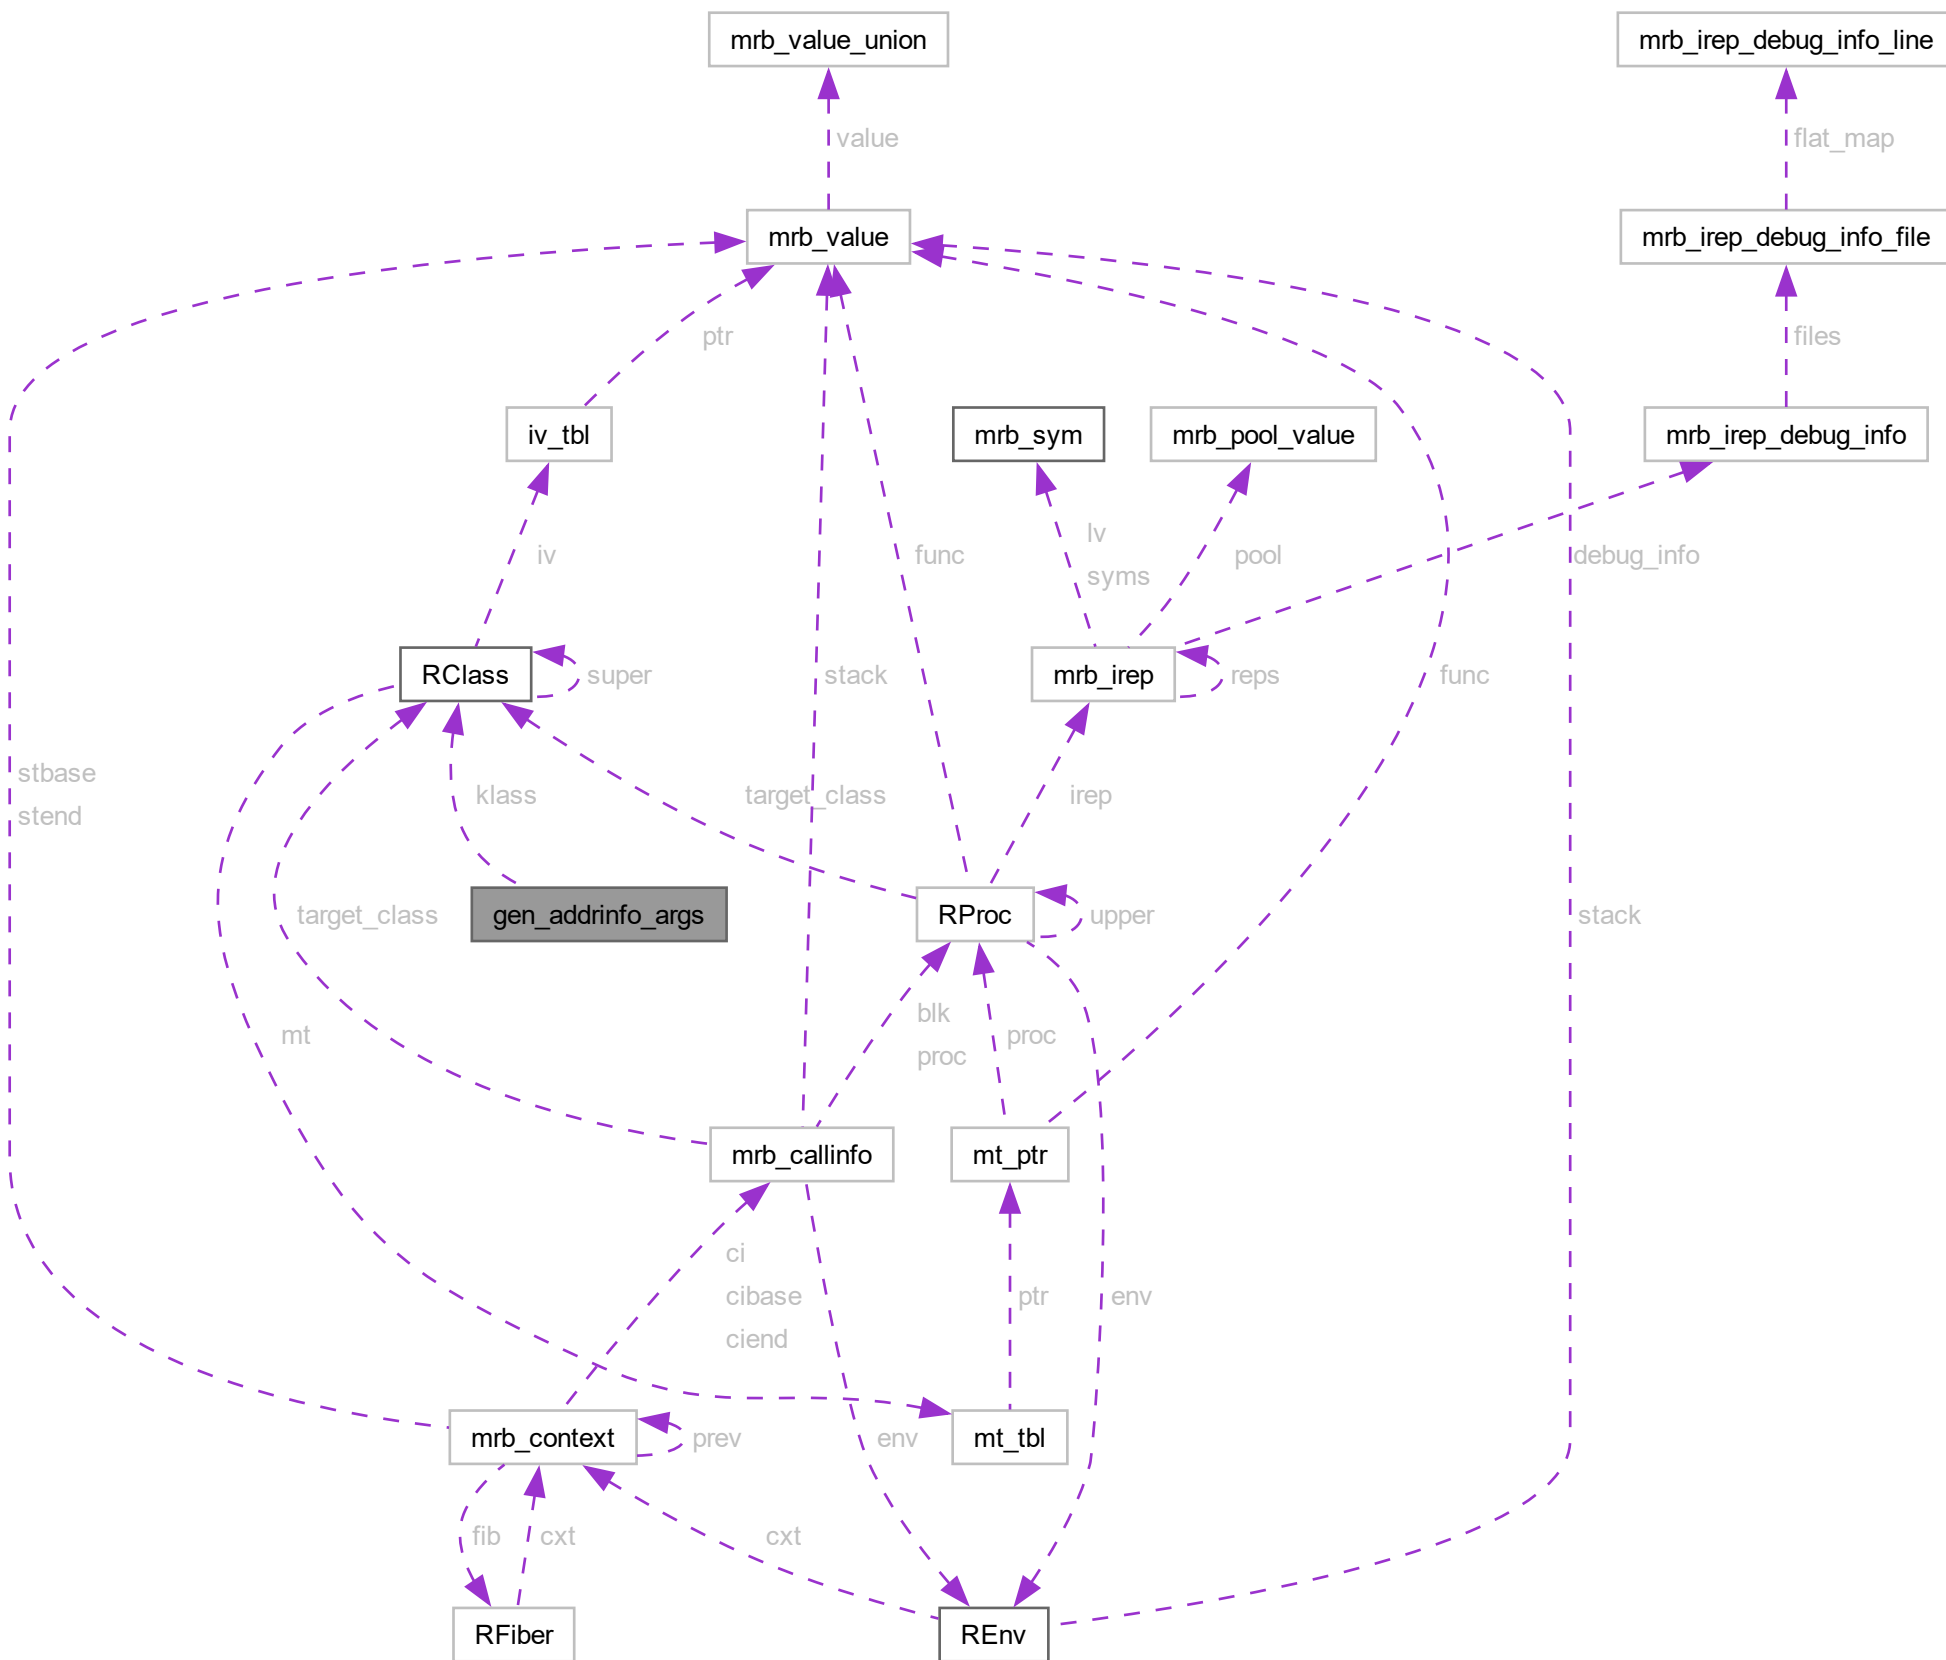 mrb_value_union
mrb_irep_debug_info_line
value
flat_map
mrb_value
mrb_irep_debug_info_file
ptr
files
iv_tbl
mrb_sym
mrb_pool_value
mrb_irep_debug_info
iv
func
lv
syms
pool
debug_info
RClass
super
stack
mrb_irep
reps
func
stbase
stend
klass
target_class
irep
target_class
gen_addrinfo_args
RProc
upper
stack
mt
blk
proc
proc
mrb_callinfo
mt_ptr
ci
cibase
ciend
ptr
env
mrb_context
prev
env
mt_tbl
fib
cxt
cxt
RFiber
REnv